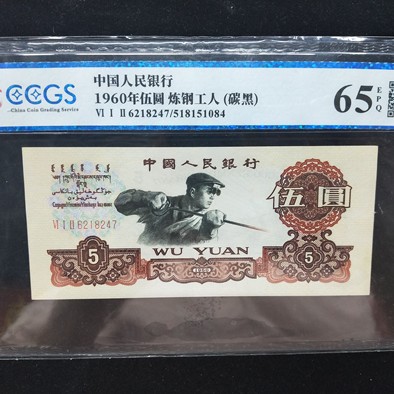 CCGS
China Coin Grading Service
中国人民银行
1960年伍圆 炼钢工人(碳黑)
VI I II 6218247/518151084
65 EPQ
中國人民銀行
VI I II 6218247
伍圓
WU YUAN
5
1960
5